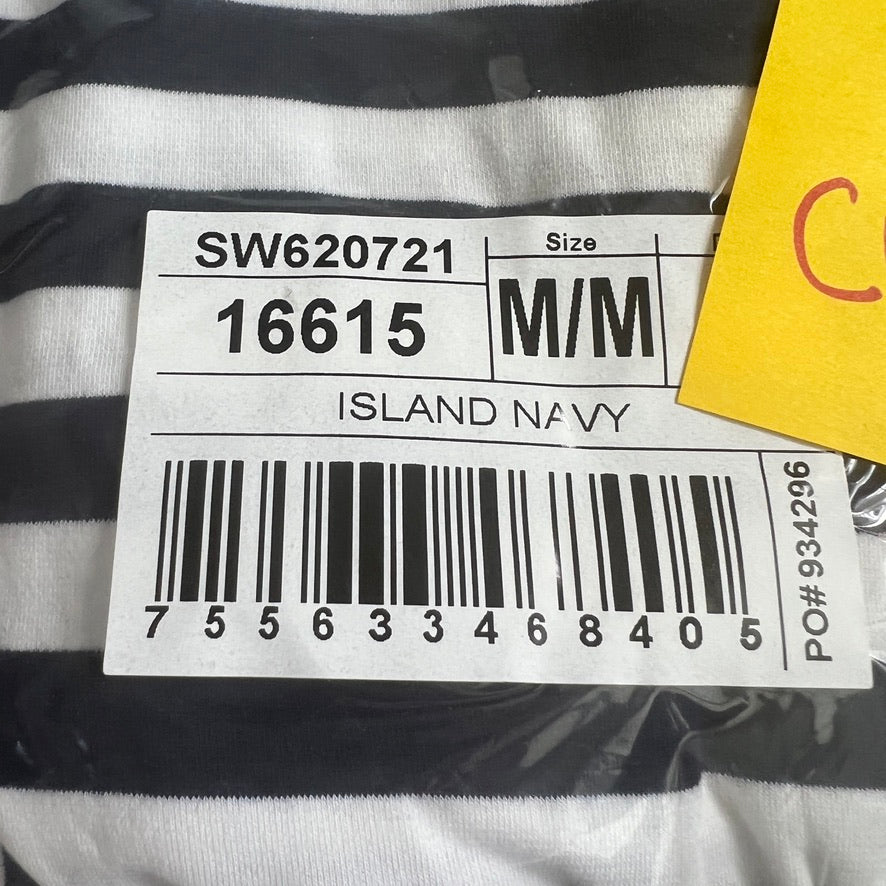 SW620721
Size
16615
M/M
ISLAND NAVY
755633468405
PO# 934296